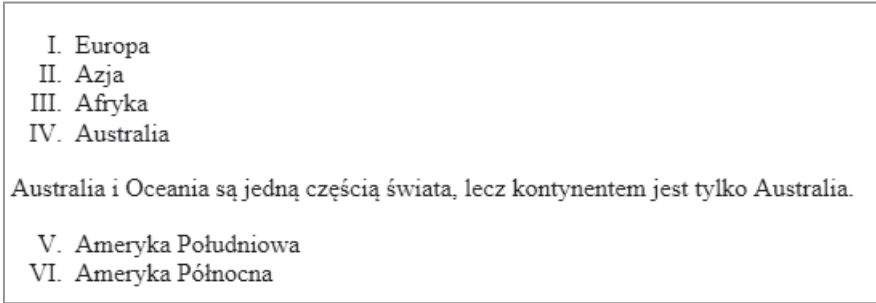 I. Europa
II. Azja
III. Afryka
IV. Australia
Australia i Oceania są jedną częścią świata, lecz kontynentem jest tylko Australia.
V. Ameryka Południowa
VI. Ameryka Północna